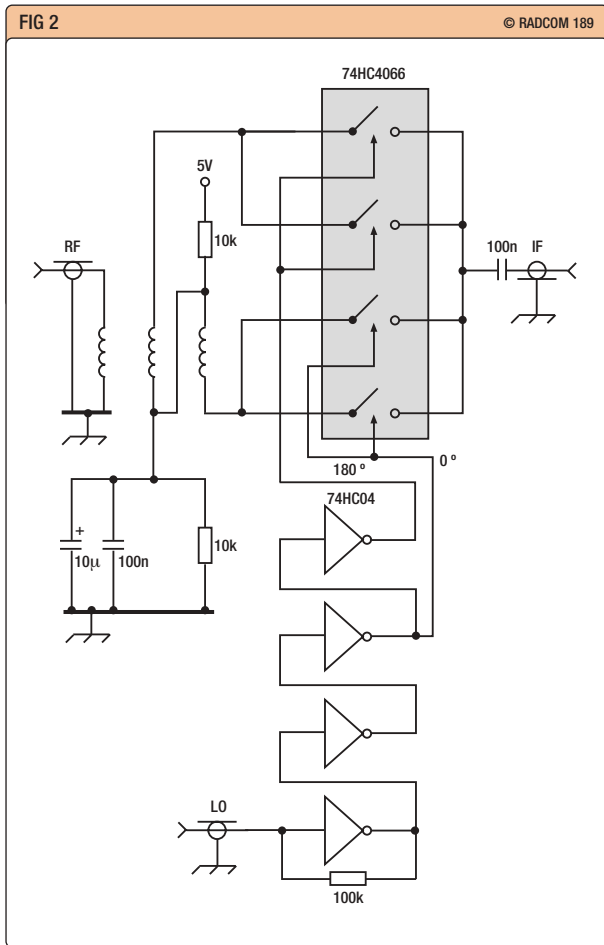 FIG 2
© RADCOM 189
74HC4066
5V
RF
10k
100n
IF
180 º
0 º
74HC04
+
10µ
100n
10k
LO
100k